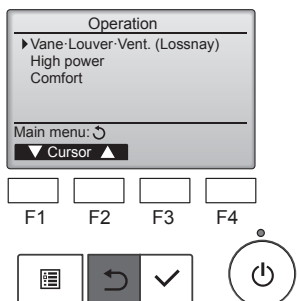 Operation
Vane·Louver·Vent. (Lossnay)
High power
Comfort
Main menu:
Cursor
F1 F2 F3 F4